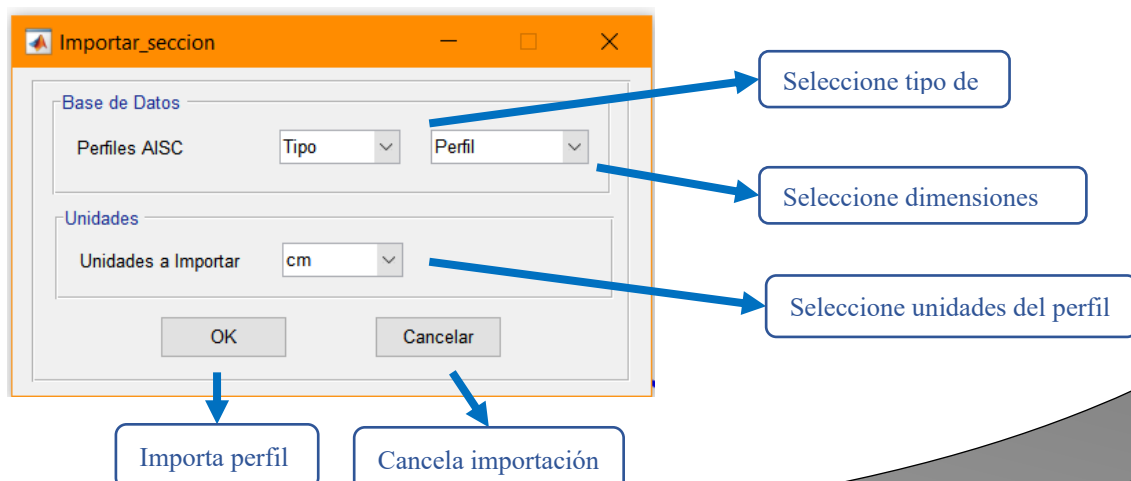 Importar_seccion
Seleccione tipo de
Base de Datos
Perfiles AISC Tipo Perfil
Seleccione dimensiones
Unidades
Unidades a Importar cm
Seleccione unidades del perfil
OK Cancelar
Importa perfil Cancela importación